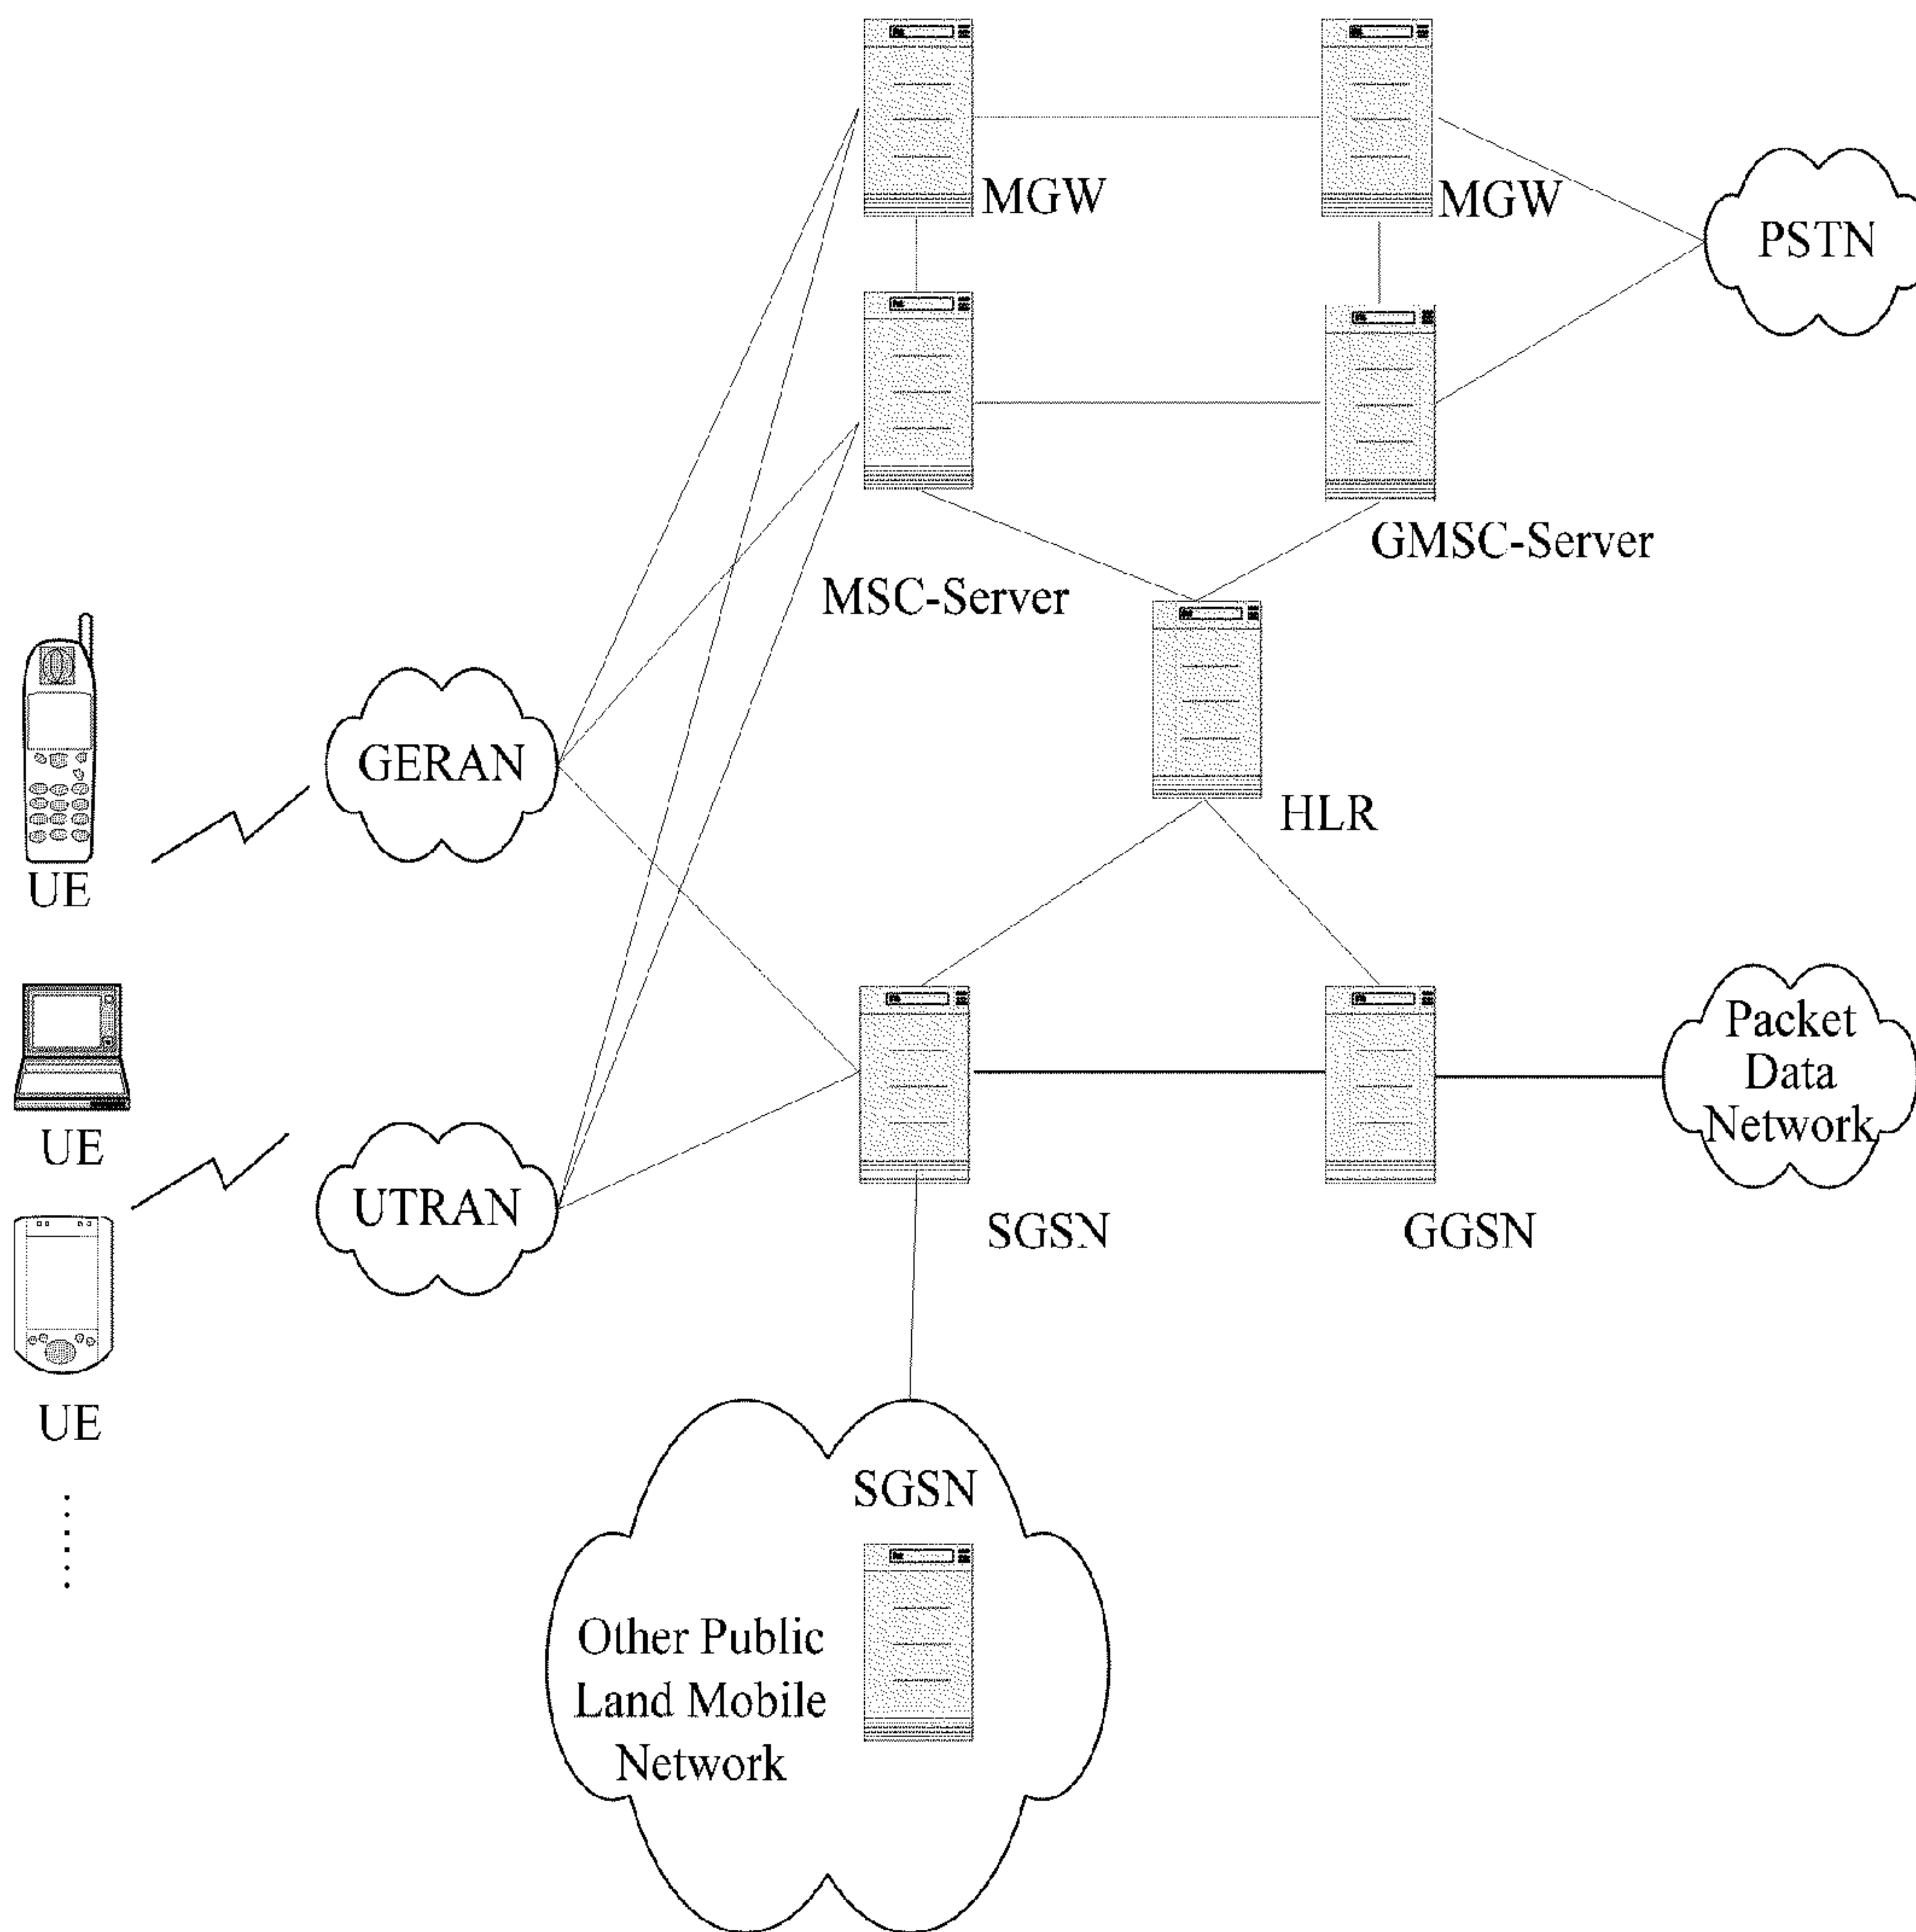 MGW
MGW
PSTN
GMSC-Server
MSC-Server
GERAN
HLR
UE
Packet
Data
Network
UE
UTRAN
SGSN
GGSN
UE
SGSN
Other Public
Land Mobile
Network